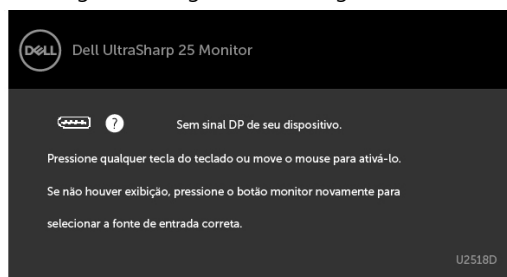 DELL
Dell UltraSharp 25 Monitor
? Sem sinal DP de seu dispositivo.
Pressione qualquer tecla do teclado ou move o mouse para ativá-lo.
Se não houver exibição, pressione o botão monitor novamente para
selecionar a fonte de entrada correta.
U2518D